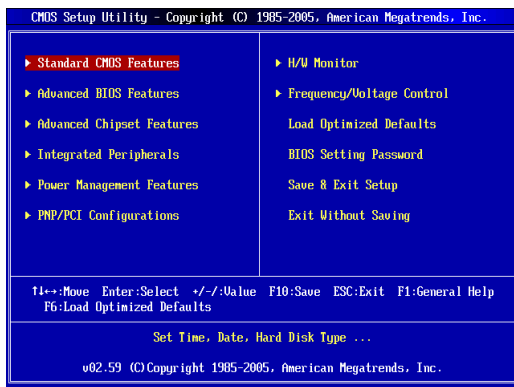 CMOS Setup Utility - Copyright (C) 1985-2005, American Megatrends, Inc.
Standard CMOS Features
Advanced BIOS Features
Advanced Chipset Features
Integrated Peripherals
Power Management Features
PNP/PCI Configurations
H/W Monitor
Frequency/Voltage Control
Load Optimized Defaults
BIOS Setting Password
Save & Exit Setup
Exit Without Saving
↑↓↔:Move Enter:Select +/-/:Value F10:Save ESC:Exit F1:General Help
F6:Load Optimized Defaults
Set Time, Date, Hard Disk Type ...
v02.59 (C)Copyright 1985-2005, American Megatrends, Inc.